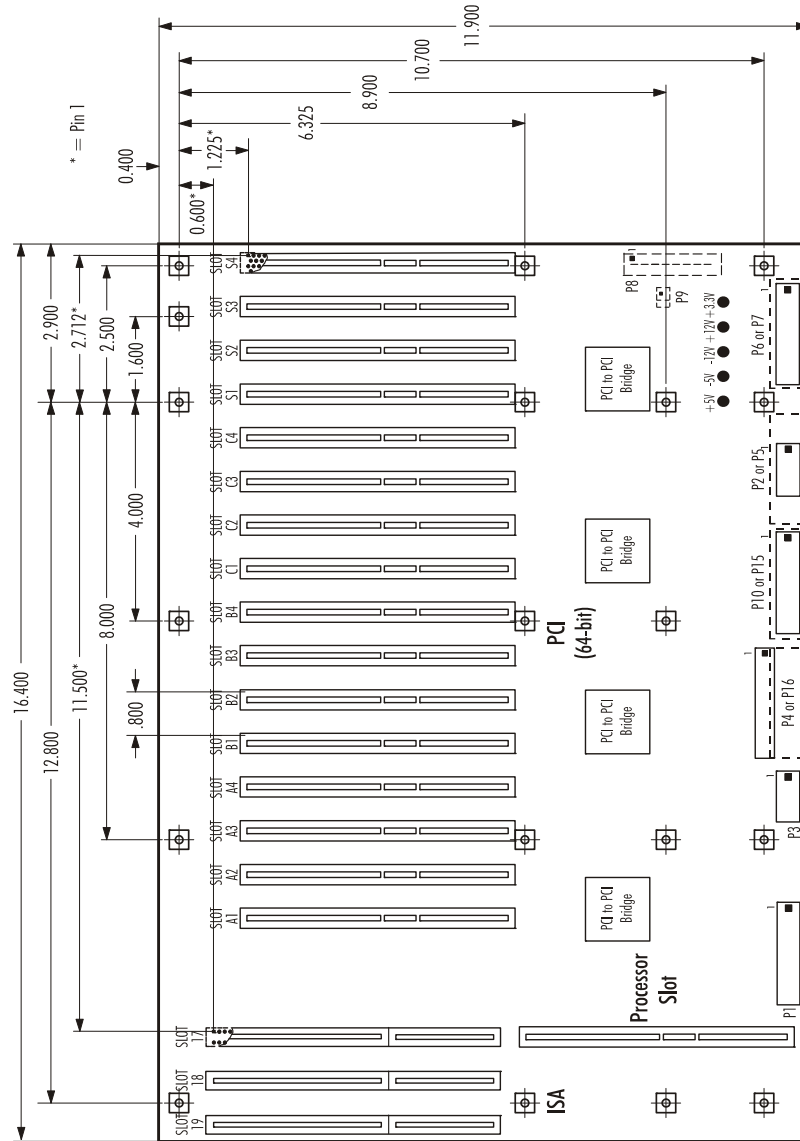 16.400
2.900
12.800
2.712*
11.500*
2.500
8.000
1.600
4.000
.800
* = Pin 1
0.400
0.600*
1.225*
6.325
8.900
10.700
11.900
SLOT
S4
SLOT
S3
SLOT
S2
SLOT
S1
SLOT
C4
SLOT
C3
SLOT
C2
SLOT
C1
SLOT
B4
SLOT
B3
SLOT
B2
SLOT
B1
SLOT
A4
SLOT
A3
SLOT
A2
SLOT
A1
SLOT
17
SLOT
18
SLOT
19
P8
1
P9
PCI to PCI
Bridge
PCI to PCI
Bridge
PCI to PCI
Bridge
PCI to PCI
Bridge
+5V -5V -12V +12V +3.3V
PCI
(64-bit)
Processor
Slot
ISA
P6 or P7
1
P2 or P5
1
P10 or P15
1
P4 or P16
1
P3
1
P1
1